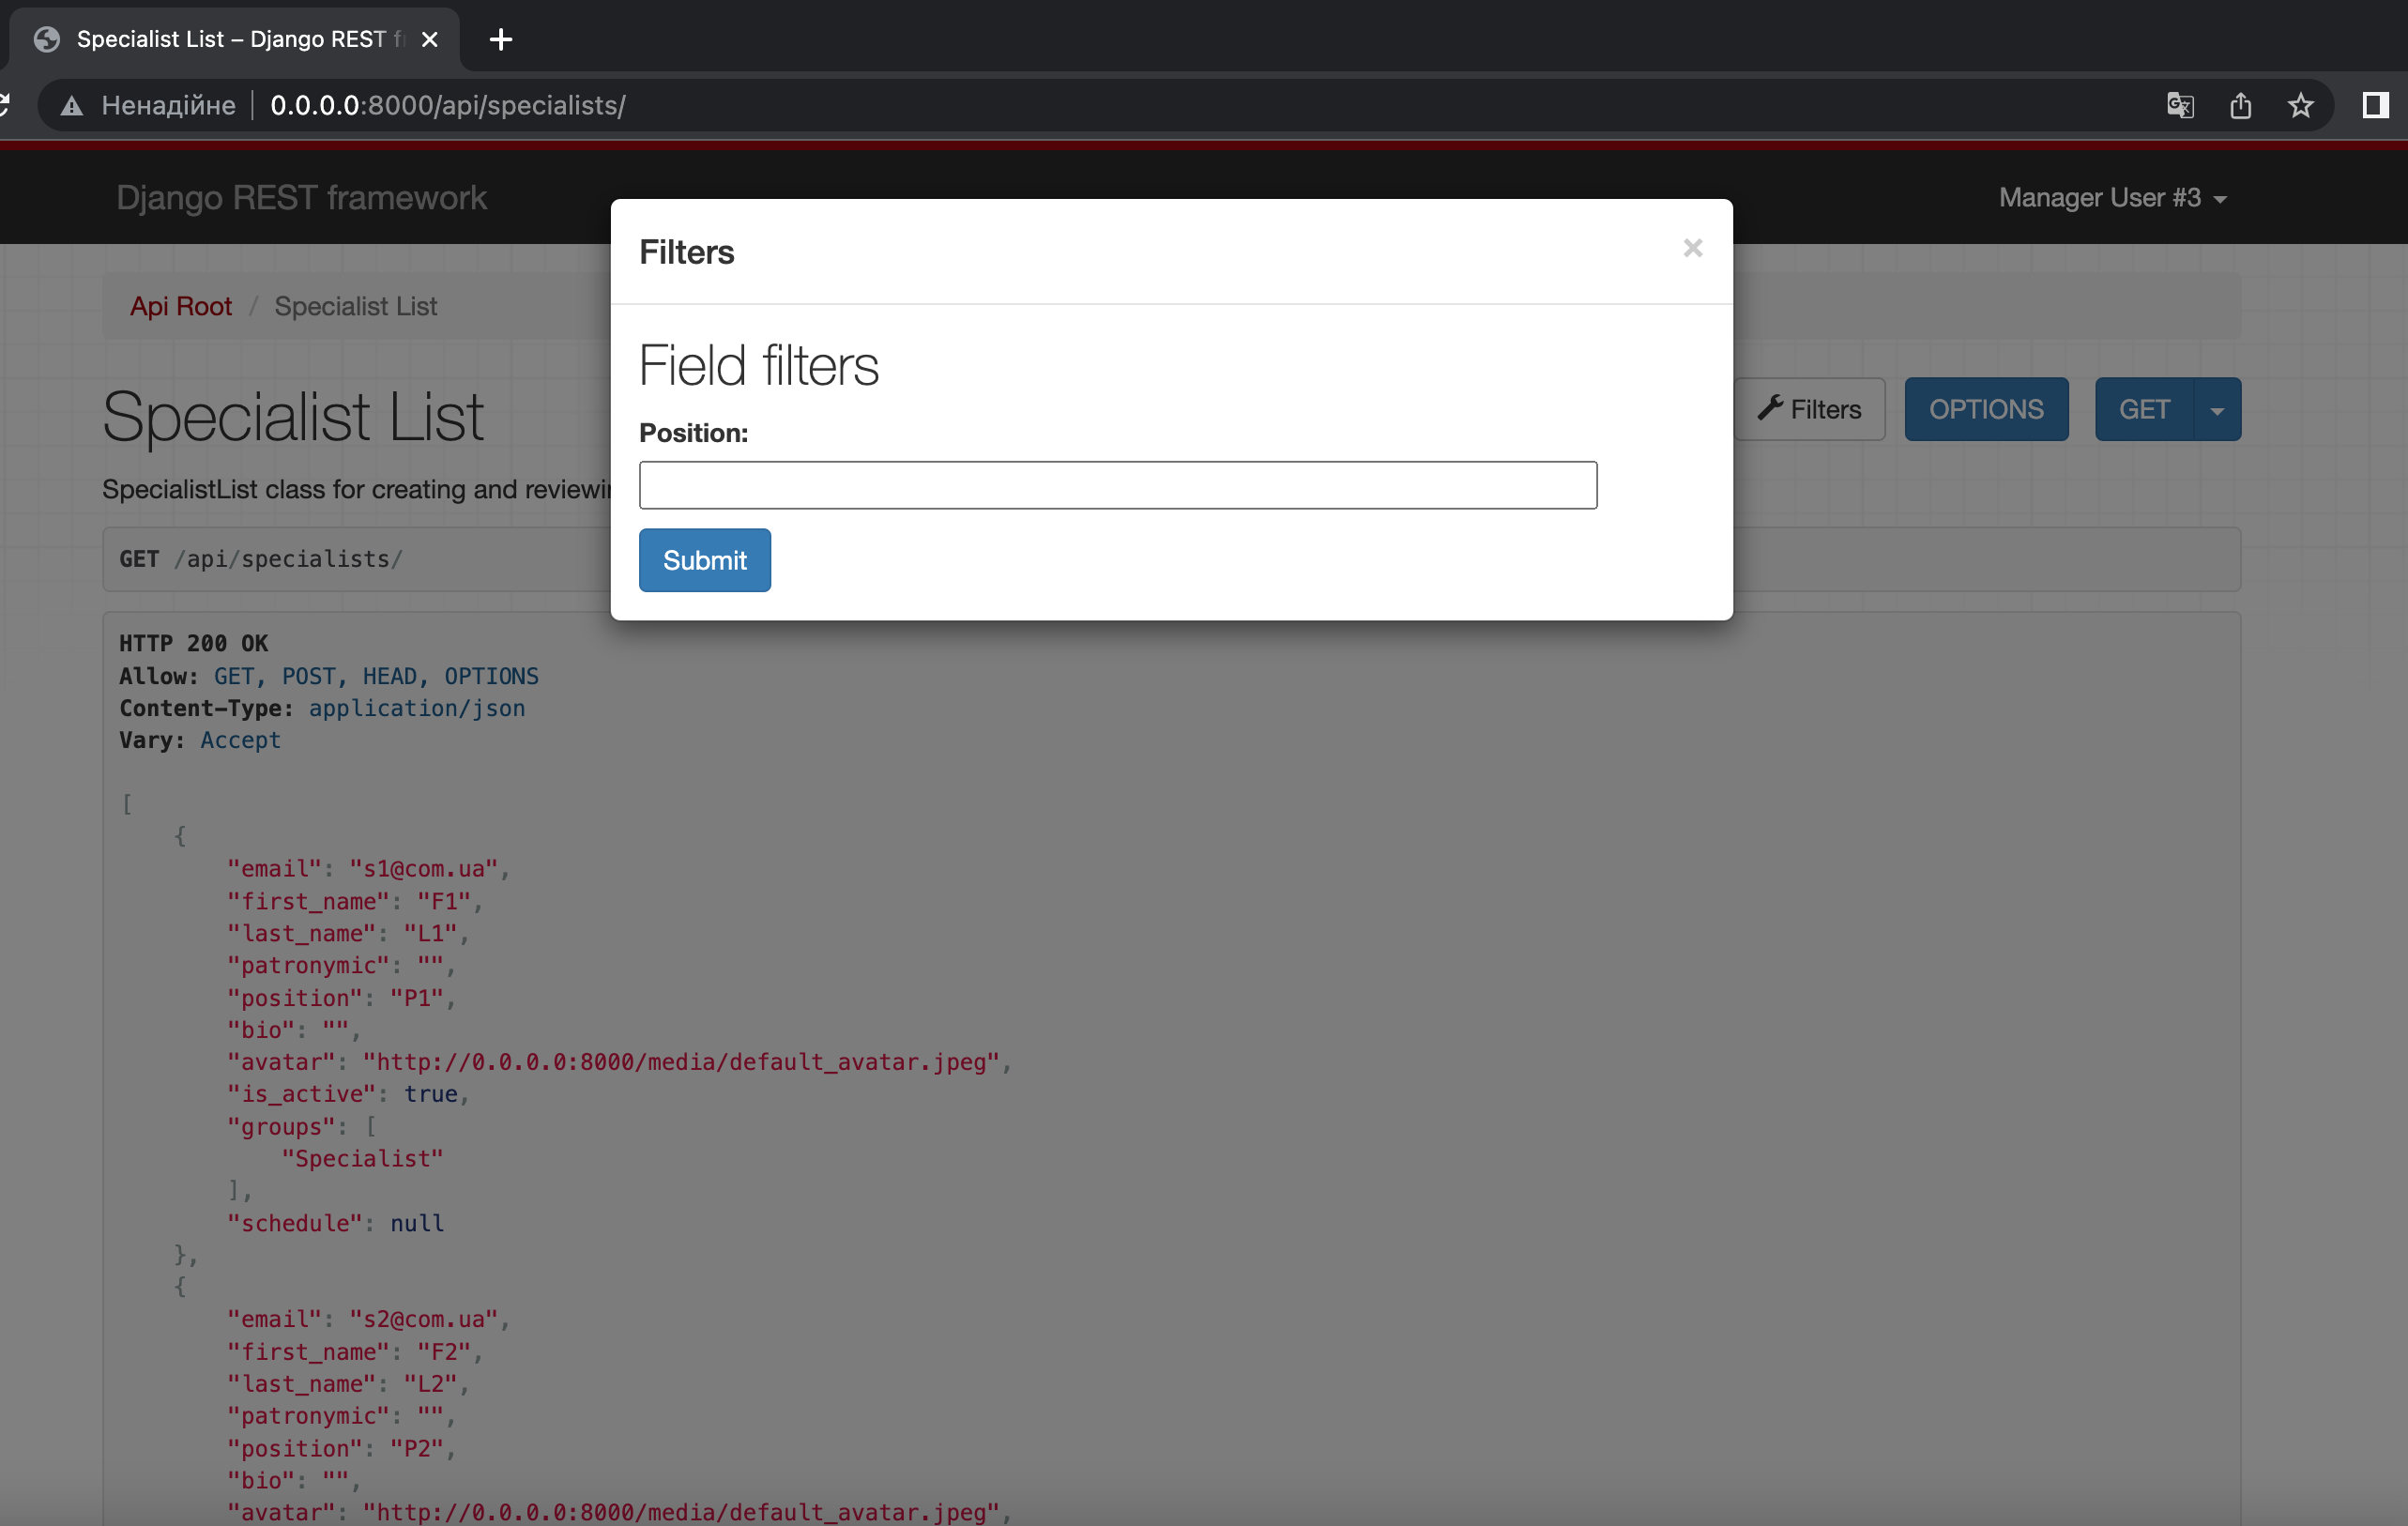 Specialist List – Django REST f
Ненадійне
0.0.0.0:8000/api/specialists/
Django REST framework
Manager User #3
Filters
×
Api Root / Specialist List
Field filters
Specialist List
Filters
OPTIONS
GET
Position:
SpecialistList class for creating and
Submit
GET /api/specialists/
HTTP 200 OK
Allow: GET, POST, HEAD, OPTIONS
Content-Type: application/json
Vary: Accept
[
{
"email": "s1@com.ua",
"first_name": "F1",
"last_name": "L1",
"patronymic": "",
"position": "P1",
"bio": "",
"avatar": "http://0.0.0.0:8000/media/default_avatar.jpeg",
"is_active": true,
"groups": [
"Specialist"
],
"schedule": null
},
{
"email": "s2@com.ua",
"first_name": "F2",
"last_name": "L2",
"patronymic": "",
"position": "P2",
"bio": "",
"avatar": "http://0.0.0.0:8000/media/default_avatar.jpeg",